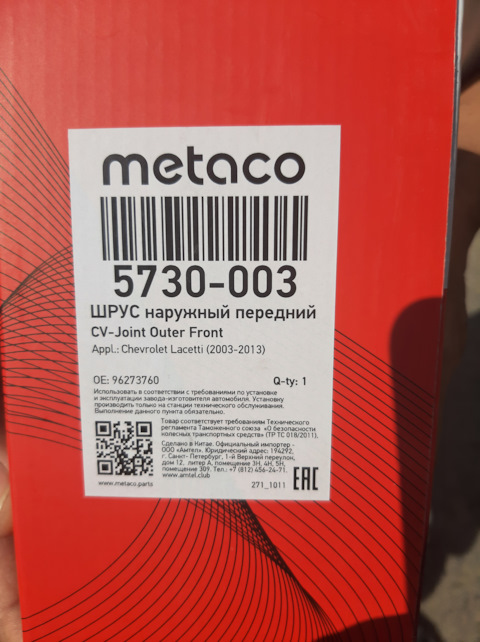 metaco
5730-003
ШРУС наружный передний
CV-Joint Outer Front
Appl.: Chevrolet Lacetti (2003-2013)
OE: 96273760 Q-ty: 1
Использовать в соответствии с требованиями по установке
и эксплуатации завода-изготовителя автомобиля. Установку
производить только на станции технического обслуживания.
Выполнение данного пункта обязательно.
Товар соответствует требованиям Технического
регламента Таможенного союза «О безопасности
колесных транспортных средств» (ТР ТС 018/2011).
Сделано в Китае. Официальный импортер -
ООО «Амтел». Юридический адрес: 194292,
г. Санкт- Петербург, 1-й Верхний переулок,
дом 12, литер А, помещение 3Н, 4Н, 5Н,
помещение 309. Тел.: +7 (812) 456-24-71.
www.amtel.club
www.metaco.parts 271_1011 EAC